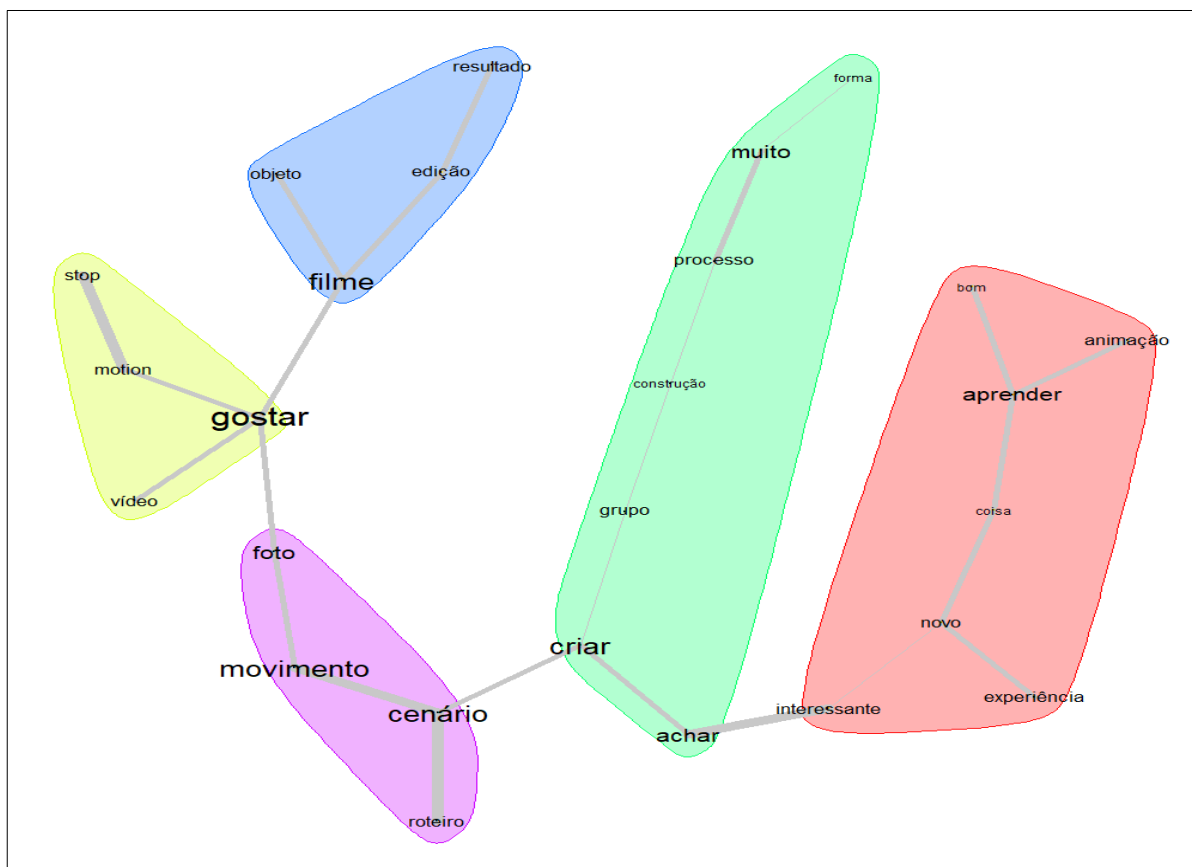 resultado
forma
muito
objeto
edição
processo
stop
filme
bom
animação
motion
construção
aprender
gostar
vídeo
grupo
coisa
foto
novo
criar
movimento
experiência
cenário
interessante
achar
roteiro